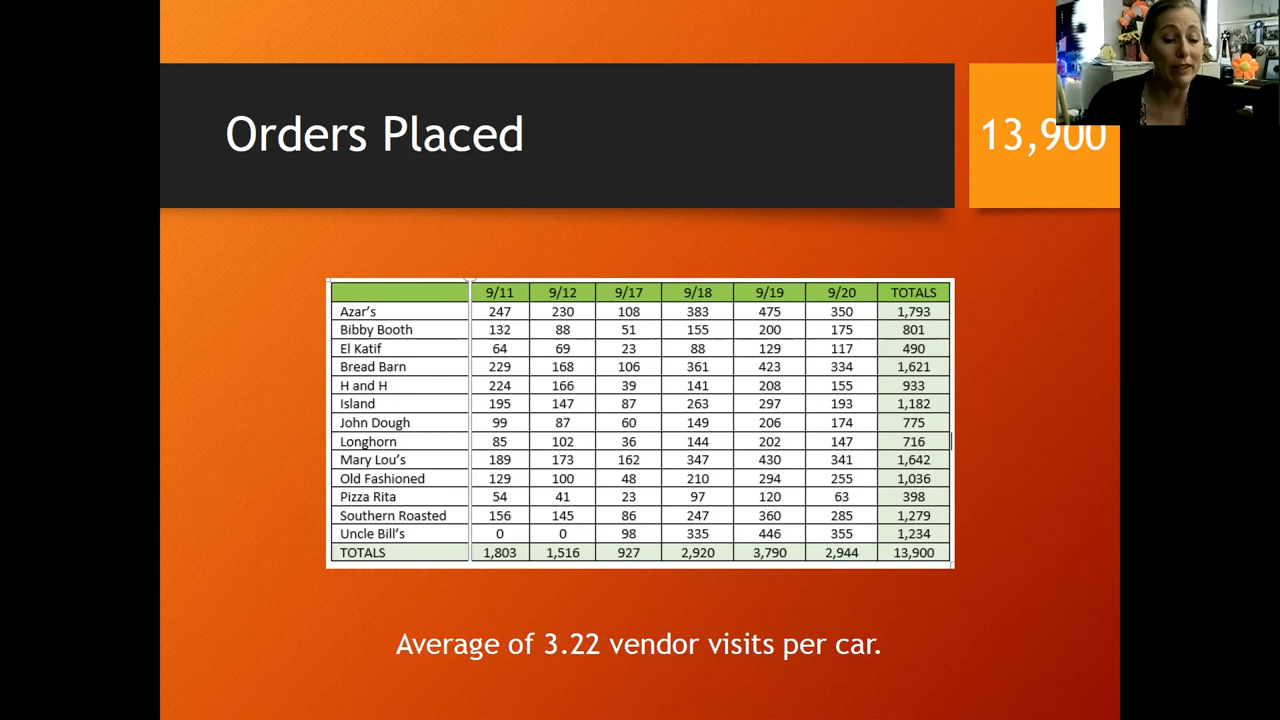 Orders Placed
13,900
9/11 9/12 9/17 9/18 9/19 9/20 TOTALS
Azar's 247 230 108 383 475 350 1,793
Bibby Booth 132 88 51 155 200 175 801
El Katif 64 69 23 88 129 117 490
Bread Barn 229 168 106 361 423 334 1,621
H and H 224 166 39 141 208 155 933
Island 195 147 87 263 297 193 1,182
John Dough 99 87 60 149 206 174 775
Longhorn 85 102 36 144 202 147 716
Mary Lou's 189 173 162 347 430 341 1,642
Old Fashioned 129 100 48 210 294 255 1,036
Pizza Rita 54 41 23 97 120 63 398
Southern Roasted 156 145 86 247 360 285 1,279
Uncle Bill's 0 0 98 335 446 355 1,234
TOTALS 1,803 1,516 927 2,920 3,790 2,944 13,900
Average of 3.22 vendor visits per car.